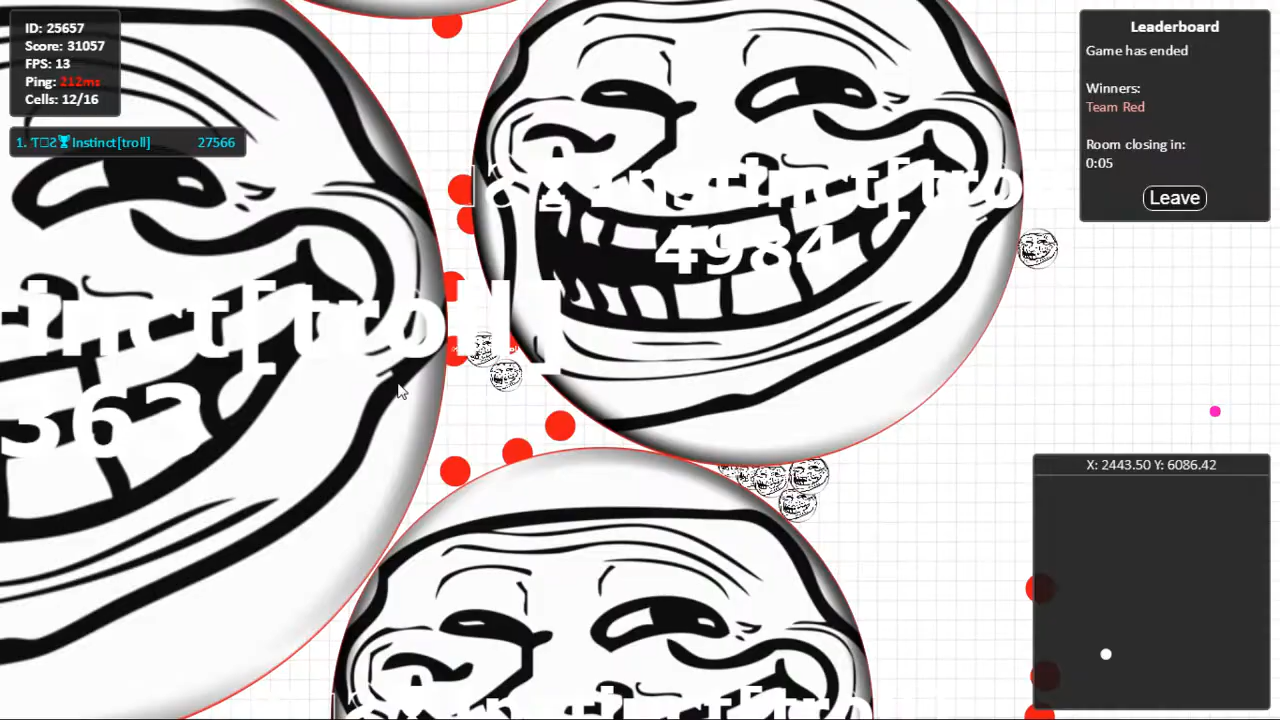 ID: 25657
Score: 31057
FPS: 13
Ping: 212ms
Cells: 12/16
Instinct[troll] 27566
Leaderboard
Game has ended
Winners:
Team Red
Room closing in:
0:05
Leave
4984
363
X: 2443.50 Y: 6086.42